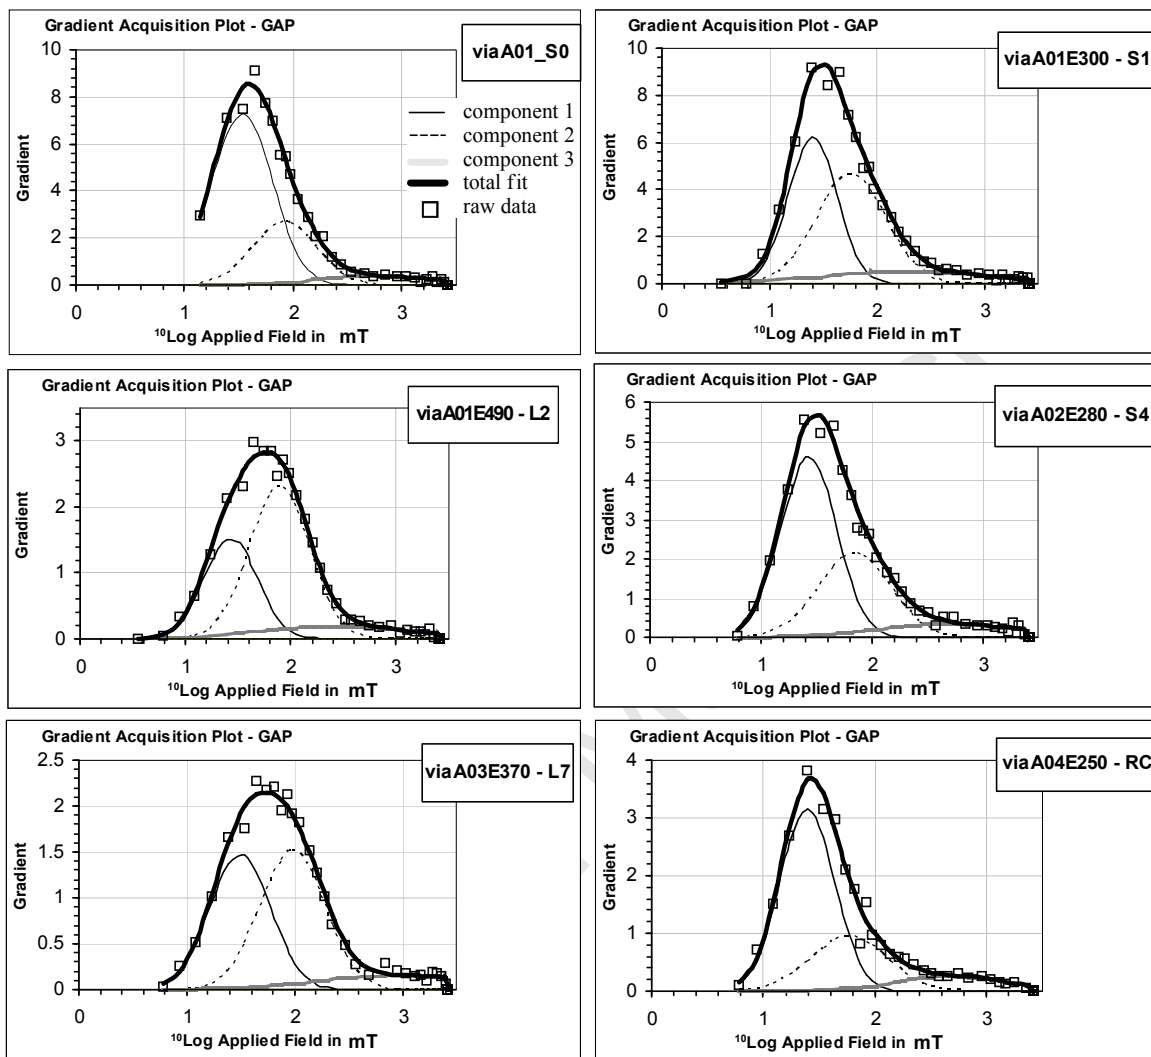 Gradient Acquisition Plot - GAP
viaA01_S0
10
8
6
4
2
0
Gradient
component 1
component 2
component 3
total fit
raw data
0 1 2 3
10Log Applied Field in mT
Gradient Acquisition Plot - GAP
viaA01E300 - S1
10
8
6
4
2
0
Gradient
0 1 2 3
10Log Applied Field in mT
Gradient Acquisition Plot - GAP
viaA01E490 - L2
3
2
1
0
Gradient
0 1 2 3
10Log Applied Field in mT
Gradient Acquisition Plot - GAP
viaA02E280 - S4
6
5
4
3
2
1
0
Gradient
0 1 2 3
10Log Applied Field in mT
Gradient Acquisition Plot - GAP
viaA03E370 - L7
2.5
2
1.5
1
0.5
0
Gradient
0 1 2 3
10Log Applied Field in mT
Gradient Acquisition Plot - GAP
viaA04E250 - RC
4
3
2
1
0
Gradient
0 1 2 3
10Log Applied Field in mT